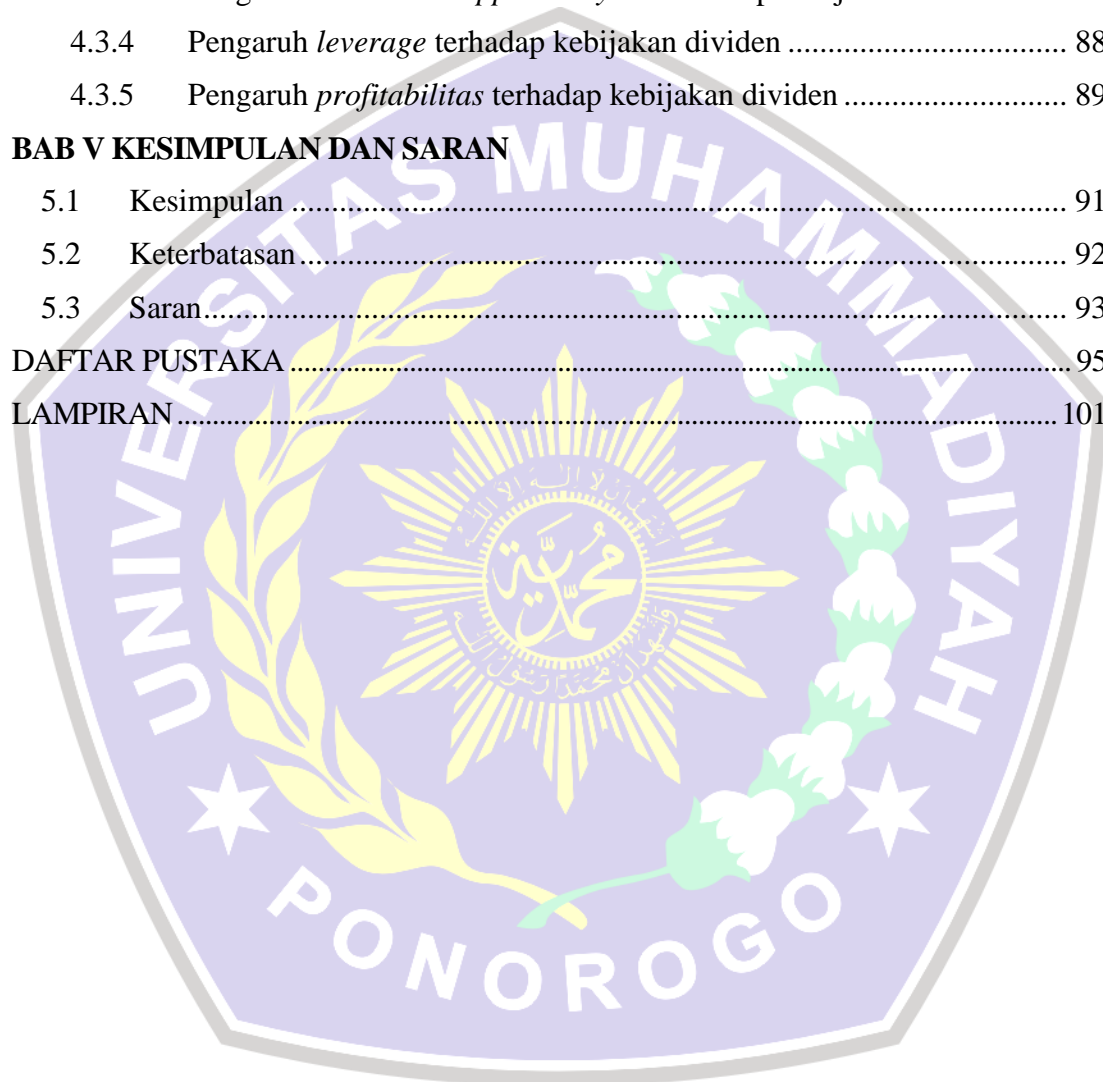 4.3.4 Pengaruh leverage terhadap kebijakan dividen ................................... 88
4.3.5 Pengaruh profitabilitas terhadap kebijakan dividen ............................ 89
BAB V KESIMPULAN DAN SARAN
5.1 Kesimpulan ................................................................................................. 91
5.2 Keterbatasan ................................................................................................ 92
5.3 Saran ............................................................................................................ 93
DAFTAR PUSTAKA .................................................................................................. 95
LAMPIRAN .............................................................................................................. 101
UNIVERSITAS MUHAMMADIYAH
محمدية
PONOROGO